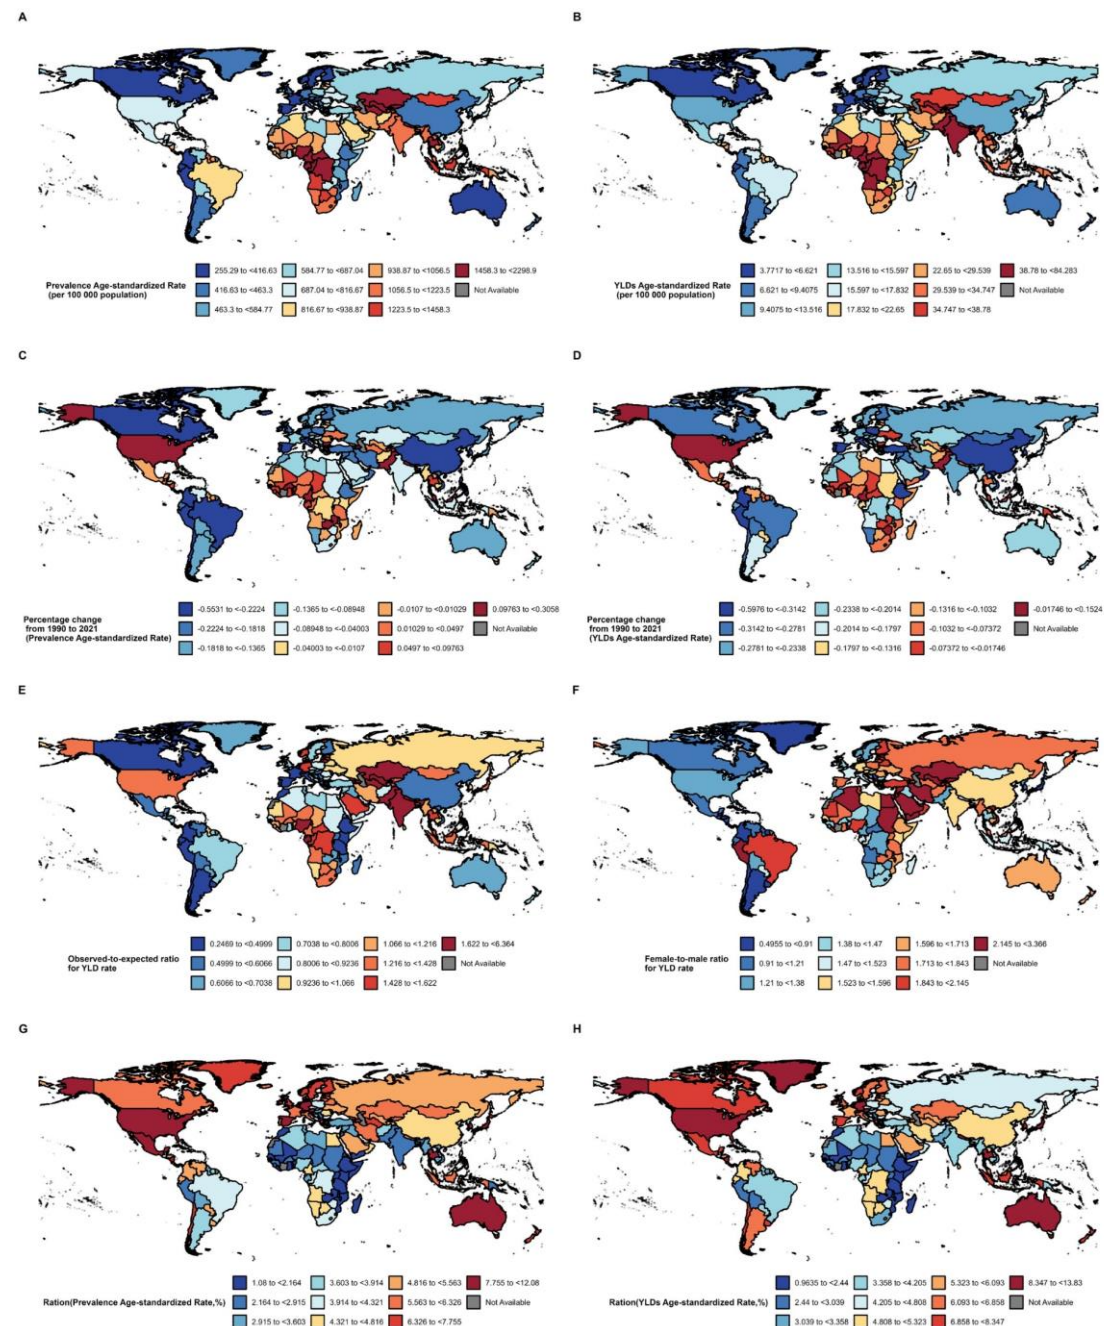 A
B
255.29 to <416.63 584.77 to <687.04 938.87 to <1056.5 1458.3 to <2298.9
Prevalence Age-standardized Rate
(per 100 000 population)
416.63 to <463.3 687.04 to <816.67 1056.5 to <1223.5 Not Available
463.3 to <584.77 816.67 to <938.87 1223.5 to <1458.3
3.7717 to <6.621 13.516 to <15.597 22.65 to <29.539 38.78 to <84.283
YLDs Age-standardized Rate
(per 100 000 population)
6.621 to <9.4075 15.597 to <17.832 29.539 to <34.747 Not Available
9.4075 to <13.516 17.832 to <22.65 34.747 to <38.78
C
D
-0.5531 to <-0.2224 -0.1365 to <-0.08948 -0.0107 to <0.01029 0.09763 to <0.3058
Percentage change
from 1990 to 2021
(Prevalence Age-standardized Rate)
-0.2224 to <-0.1818 -0.08948 to <-0.04003 0.01029 to <0.0497 Not Available
-0.1818 to <-0.1365 -0.04003 to <-0.0107 0.0497 to <0.09763
-0.5976 to <-0.3142 -0.2338 to <-0.2014 -0.1316 to <-0.1032 -0.01746 to <0.1524
Percentage change
from 1990 to 2021
(YLDs Age-standardized Rate)
-0.3142 to <-0.2781 -0.2014 to <-0.1797 -0.1032 to <-0.07372 Not Available
-0.2781 to <-0.2338 -0.1797 to <-0.1316 -0.07372 to <-0.01746
E
F
0.2489 to <0.4999 0.7038 to <0.8006 1.066 to <1.216 1.622 to <6.364
Observed-to-expected ratio
for YLD rate
0.4999 to <0.6066 0.8006 to <0.9236 1.216 to <1.428 Not Available
0.6066 to <0.7038 0.9236 to <1.066 1.428 to <1.622
0.4955 to <0.91 1.38 to <1.47 1.596 to <1.713 2.145 to <3.366
Female-to-male ratio
for YLD rate
0.91 to <1.21 1.47 to <1.523 1.713 to <1.843 Not Available
1.21 to <1.38 1.523 to <1.596 1.843 to <2.145
G
H
1.08 to <2.164 3.603 to <3.914 4.816 to <5.563 7.755 to <12.08
Ration(Prevalence Age-standardized Rate,%) 2.164 to <2.915 3.914 to <4.321 5.563 to <6.326 Not Available
2.915 to <3.603 4.321 to <4.816 6.326 to <7.755
0.9635 to <2.44 3.358 to <4.205 5.323 to <6.093 8.347 to <13.83
Ration(YLDs Age-standardized Rate,%) 2.44 to <3.039 4.205 to <4.808 6.093 to <6.858 Not Available
3.039 to <3.358 4.808 to <5.323 6.858 to <8.347